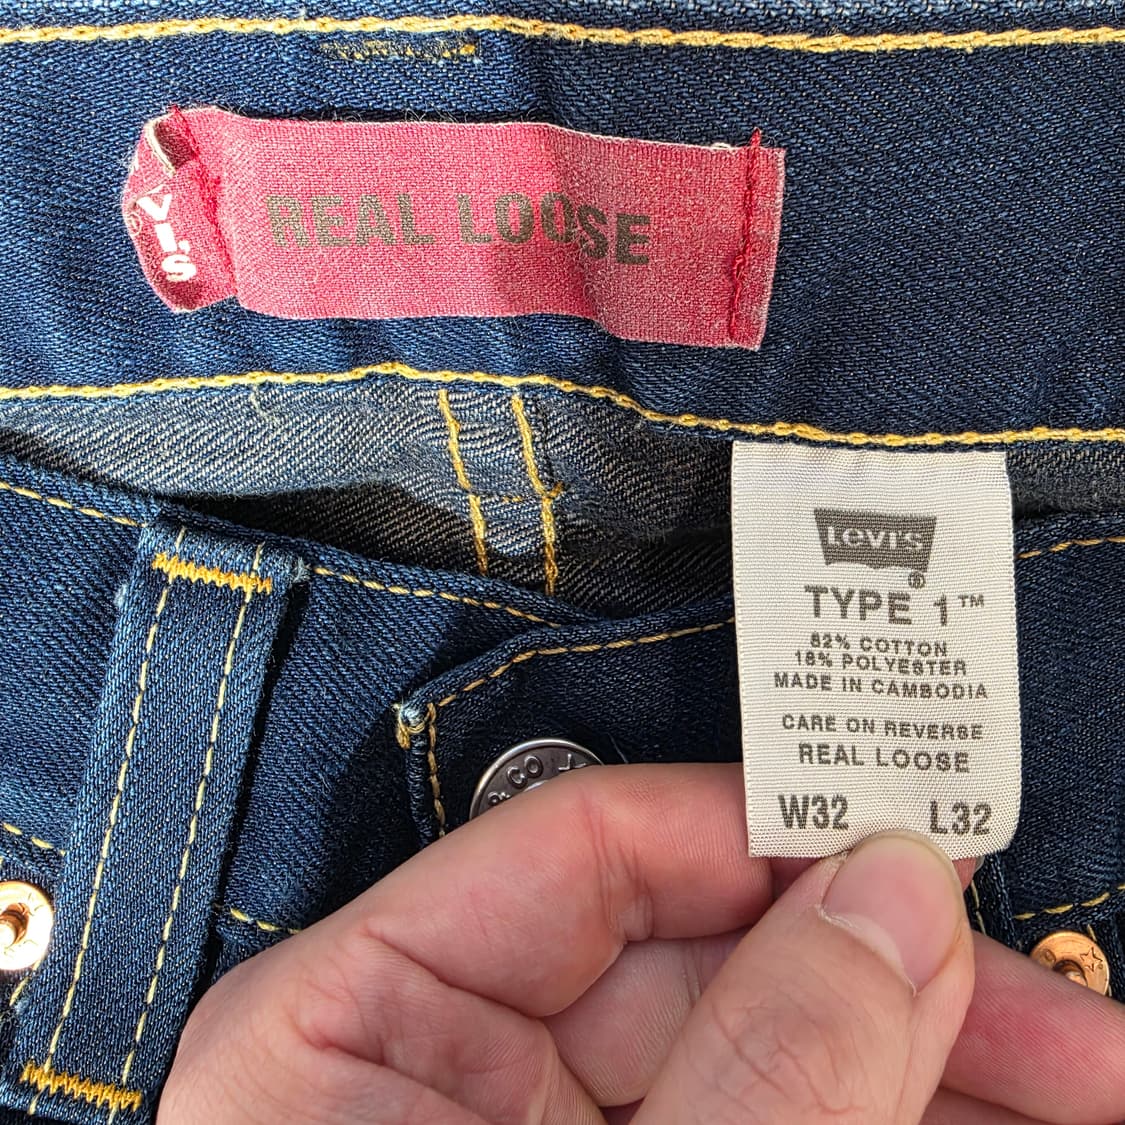 VI'S
REAL LOOSE
Levi's
®
TYPE 1™
82% COTTON
18% POLYESTER
MADE IN CAMBODIA
CARE ON REVERSE
REAL LOOSE
W32 L32
& CO